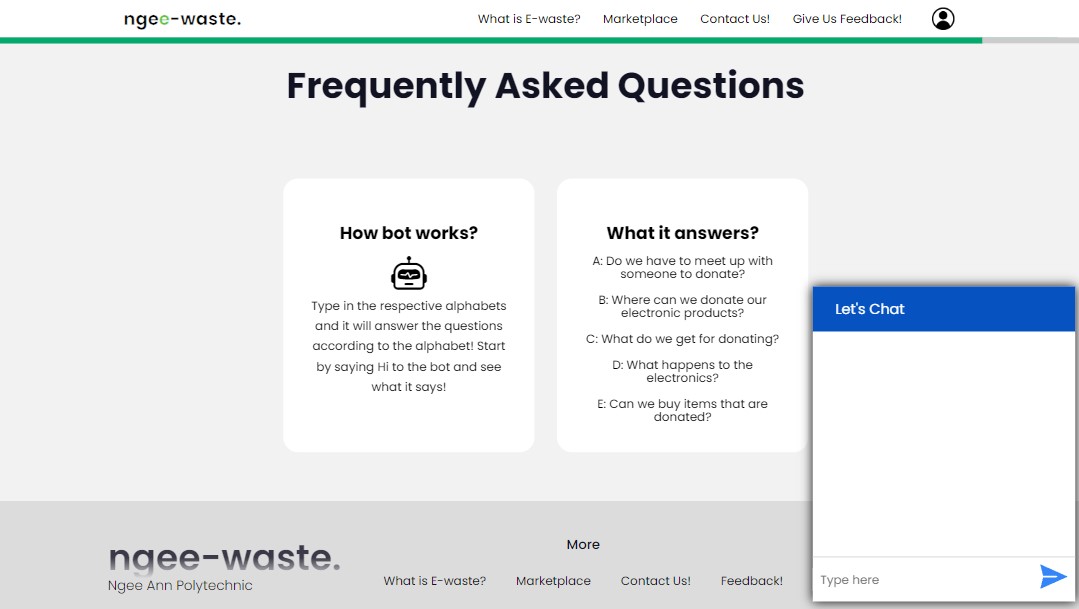 ngee-waste.
What is E-waste? Marketplace Contact Us! Give Us Feedback!
Frequently Asked Questions
How bot works?
Type in the respective alphabets
and it will answer the questions
according to the alphabet! Start
by saying Hi to the bot and see
what it says!
What it answers?
A: Do we have to meet up with
someone to donate?
B: Where can we donate our
electronic products?
C: What do we get for donating?
D: What happens to the
electronics?
E: Can we buy items that are
donated?
Let's Chat
Type here
ngee-waste.
Ngee Ann Polytechnic
More
What is E-waste? Marketplace Contact Us! Feedback!